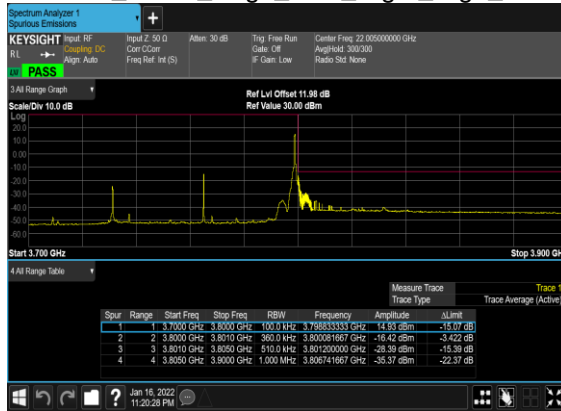 Spectrum Analyzer 1
Spurious Emissions
KEYSIGHT Input: RF Input Z: 50 Ω Atten: 30 dB Trig: Free Run Center Freq: 22.005000000 GHz
RL Coupling: DC Corr CCorr Gate: Off Avg|Hold: 300/300
Align: Auto Freq Ref: Int (S) IF Gain: Low Radio Std: None
PASS
3 All Range Graph Ref Lvl Offset 11.98 dB
Scale/Div 10.0 dB Ref Value 30.00 dBm
Log
20.0
10.0
0.00
-10.0
-20.0
-30.0
-40.0
-50.0
-60.0
Start 3.700 GHz Stop 3.900 GH
4 All Range Table
Measure Trace Trace 1
Trace Type Trace Average (Active)
Spur Range Start Freq Stop Freq RBW Frequency Amplitude ΔLimit
1 1 3.7000 GHz 3.8000 GHz 100.0 kHz 3.798833333 GHz 14.93 dBm -15.07 dB
2 2 3.8000 GHz 3.8010 GHz 360.0 kHz 3.800081667 GHz -16.42 dBm -3.422 dB
3 3 3.8010 GHz 3.8050 GHz 510.0 kHz 3.801200000 GHz -28.39 dBm -15.39 dB
4 4 3.8050 GHz 3.9000 GHz 1.000 MHz 3.806741667 GHz -35.37 dBm -22.37 dB
Jan 16, 2022
11:20:28 PM